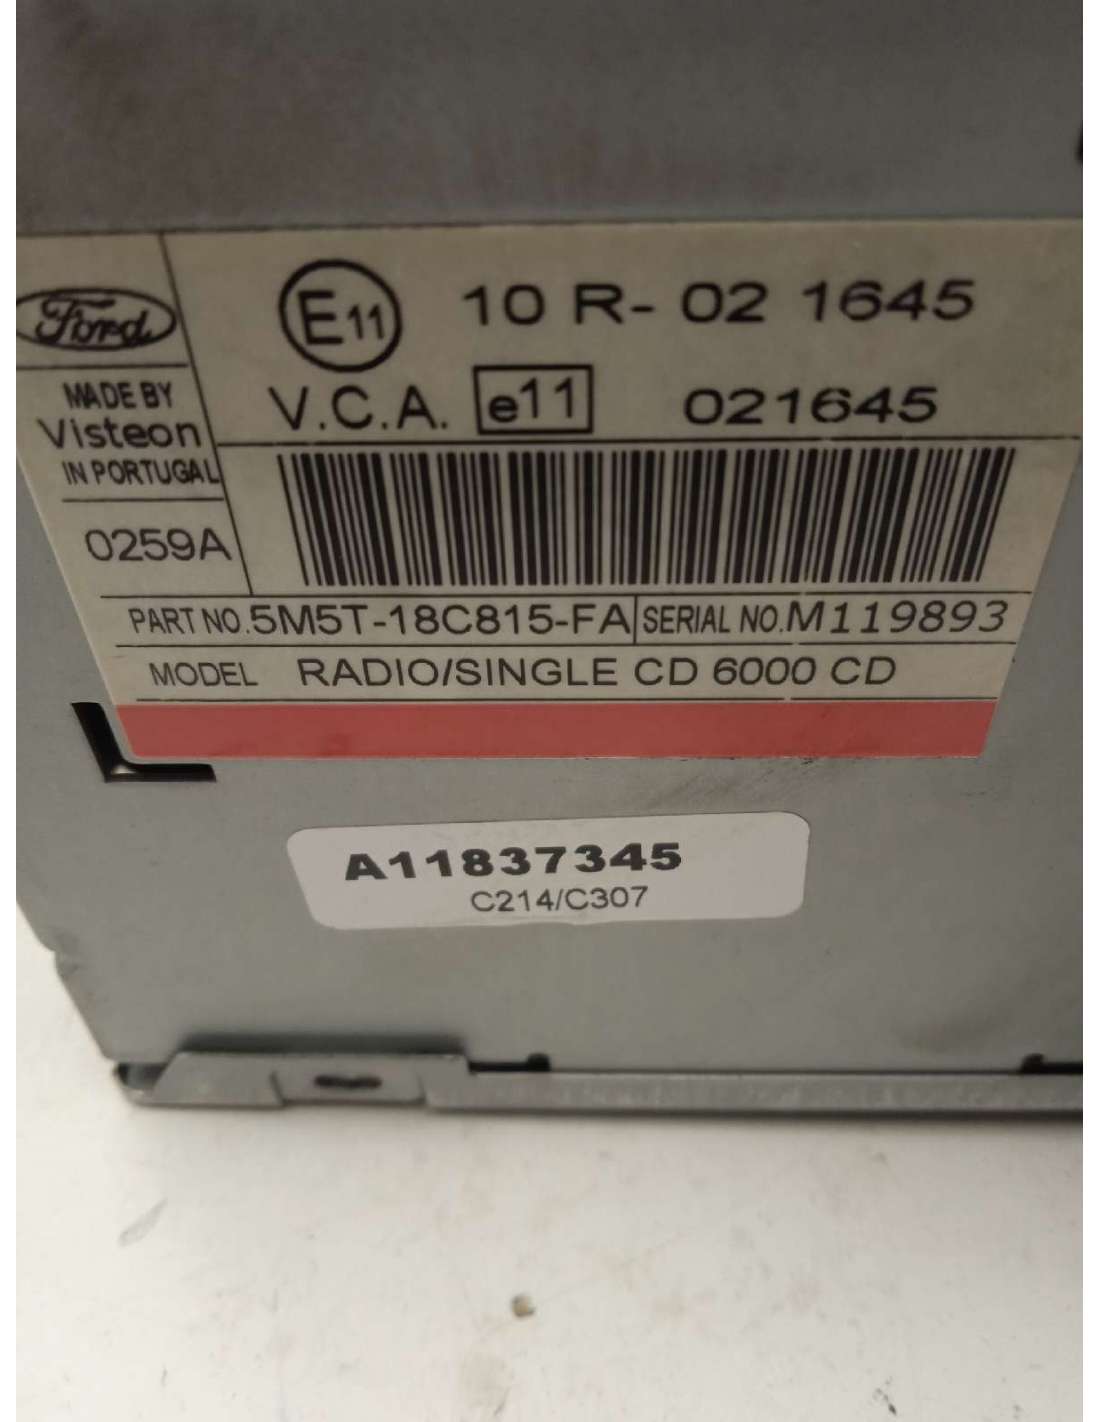 Ford
MADE BY
Visteon
IN PORTUGAL
0259A
E11 10 R- 02 1645
V.C.A. e11 021645
PART NO. 5M5T-18C815-FA SERIAL NO. M119893
MODEL RADIO/SINGLE CD 6000 CD
A11837345
C214/C307